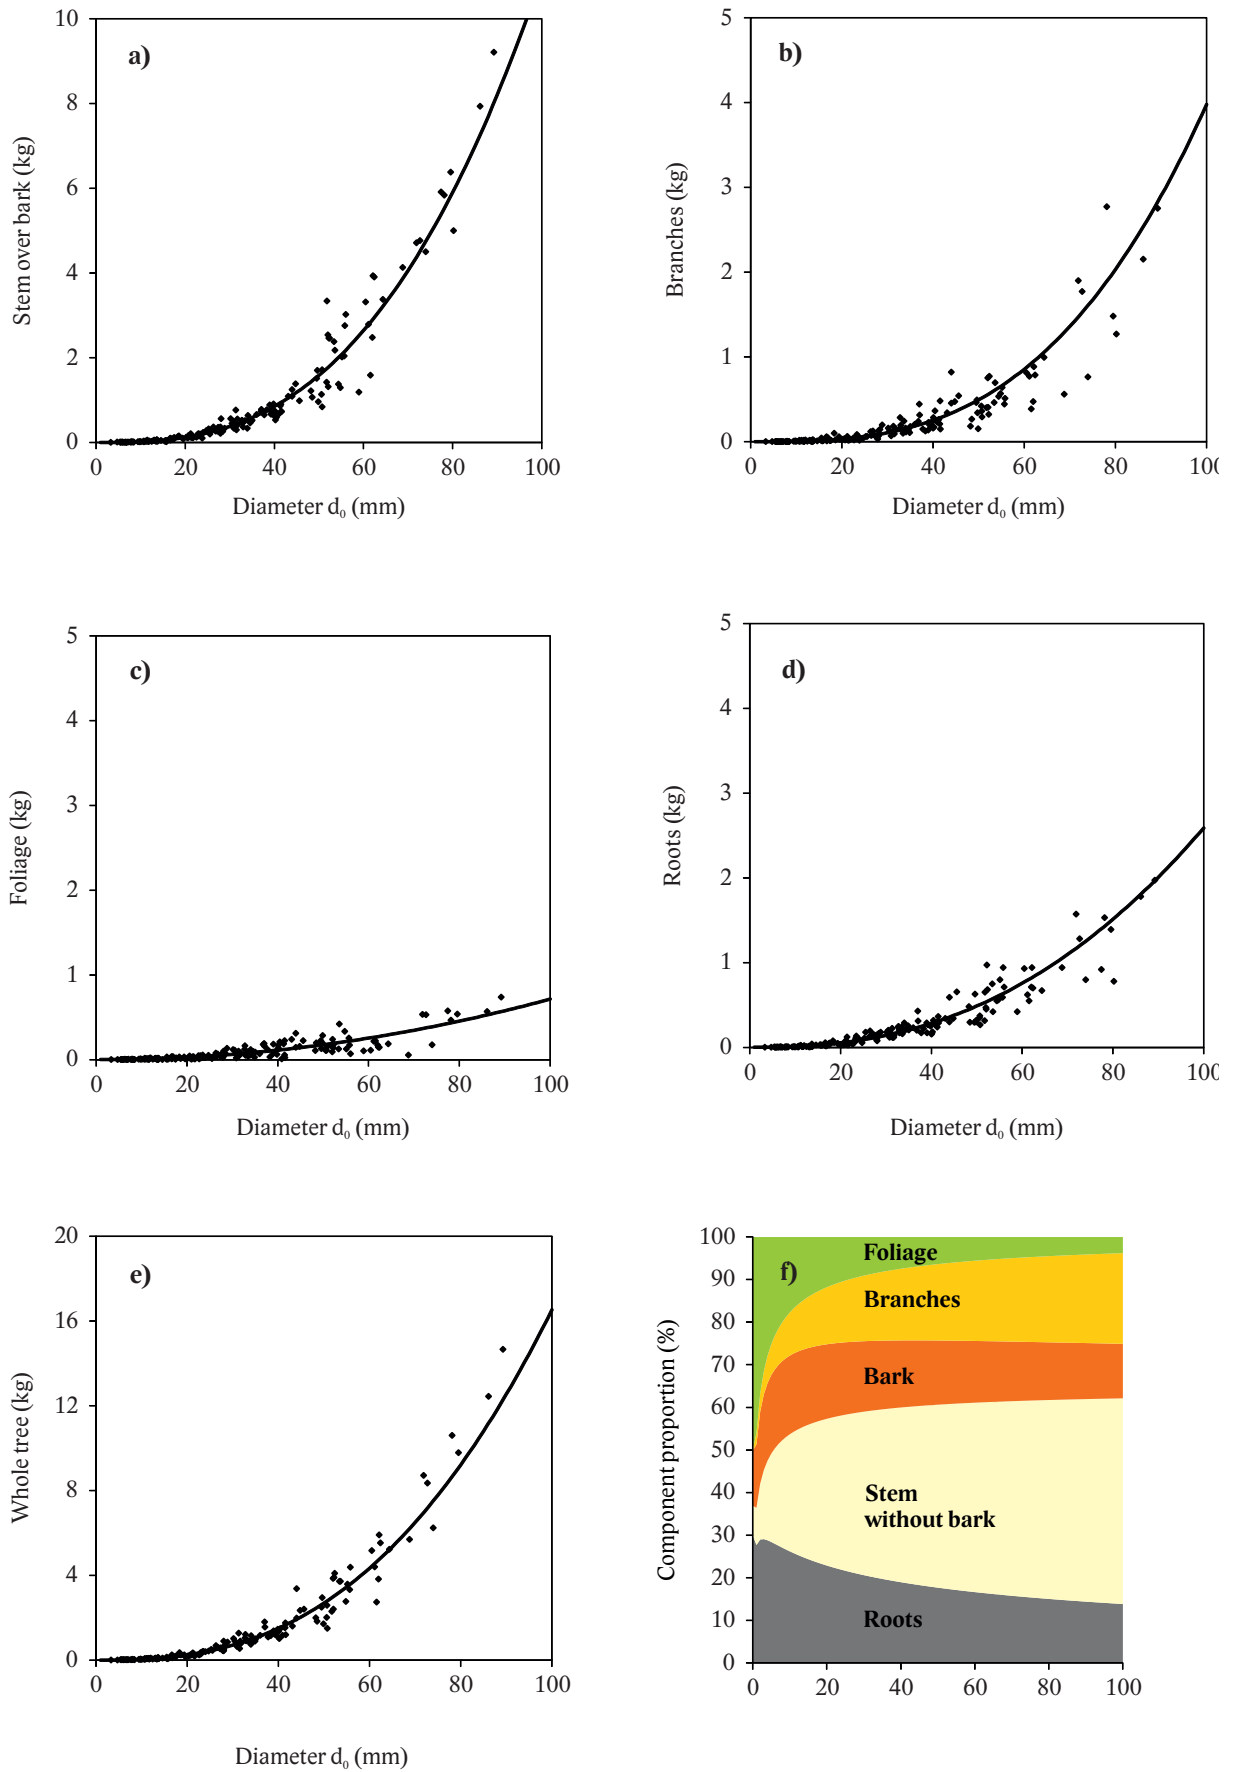 a)
10
8
6
4
2
0
Stem over bark (kg)
0 20 40 60 80 100
Diameter d₀ (mm)
b)
5
4
3
2
1
0
Branches (kg)
0 20 40 60 80
Diameter d₀ (mm)
c)
5
4
3
2
1
0
Foliage (kg)
0 20 40 60 80 100
Diameter d₀ (mm)
d)
5
4
3
2
1
0
Roots (kg)
0 20 40 60 80 100
Diameter d₀ (mm)
e)
20
16
12
8
4
0
Whole tree (kg)
0 20 40 60 80 100
Diameter d₀ (mm)
f)
100
90
80
70
60
50
40
30
20
10
0
Component proportion (%)
Foliage
Branches
Bark
Stem
without bark
Roots
0 20 40 60 80 100